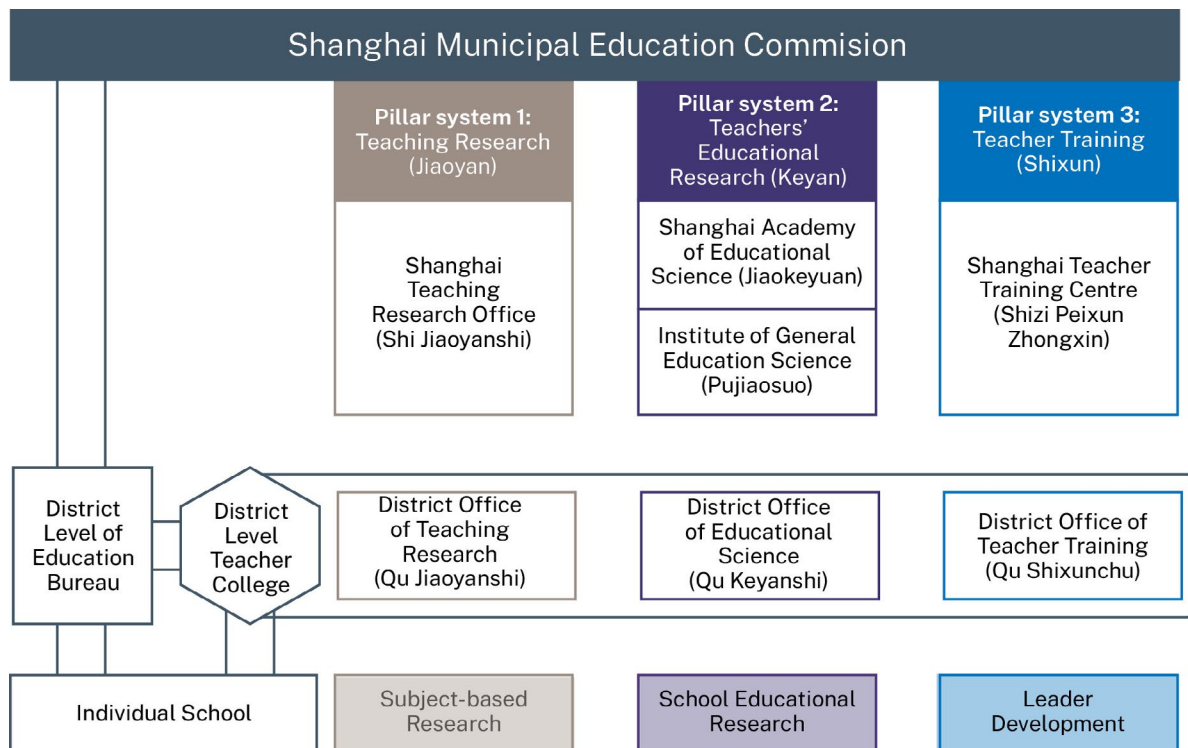 Shanghai Municipal Education Commision
Pillar system 1:
Teaching Research
(Jiaoyan)
Pillar system 2:
Teachers’
Educational
Research (Keyan)
Pillar system 3:
Teacher Training
(Shixun)
Shanghai
Teaching
Research Office
(Shi Jiaoyanshi)
Shanghai Academy
of Educational
Science (Jiaokeyuan)
Institute of General
Education Science
(Pujiaosuo)
Shanghai Teacher
Training Centre
(Shizi Peixun
Zhongxin)
District
Level of
Education
Bureau
District
Level
Teacher
College
District Office
of Teaching
Research
(Qu Jiaoyanshi)
District Office
of Educational
Science
(Qu Keyanshi)
District Office of
Teacher Training
(Qu Shixunchu)
Individual School
Subject-based
Research
School Educational
Research
Leader
Development